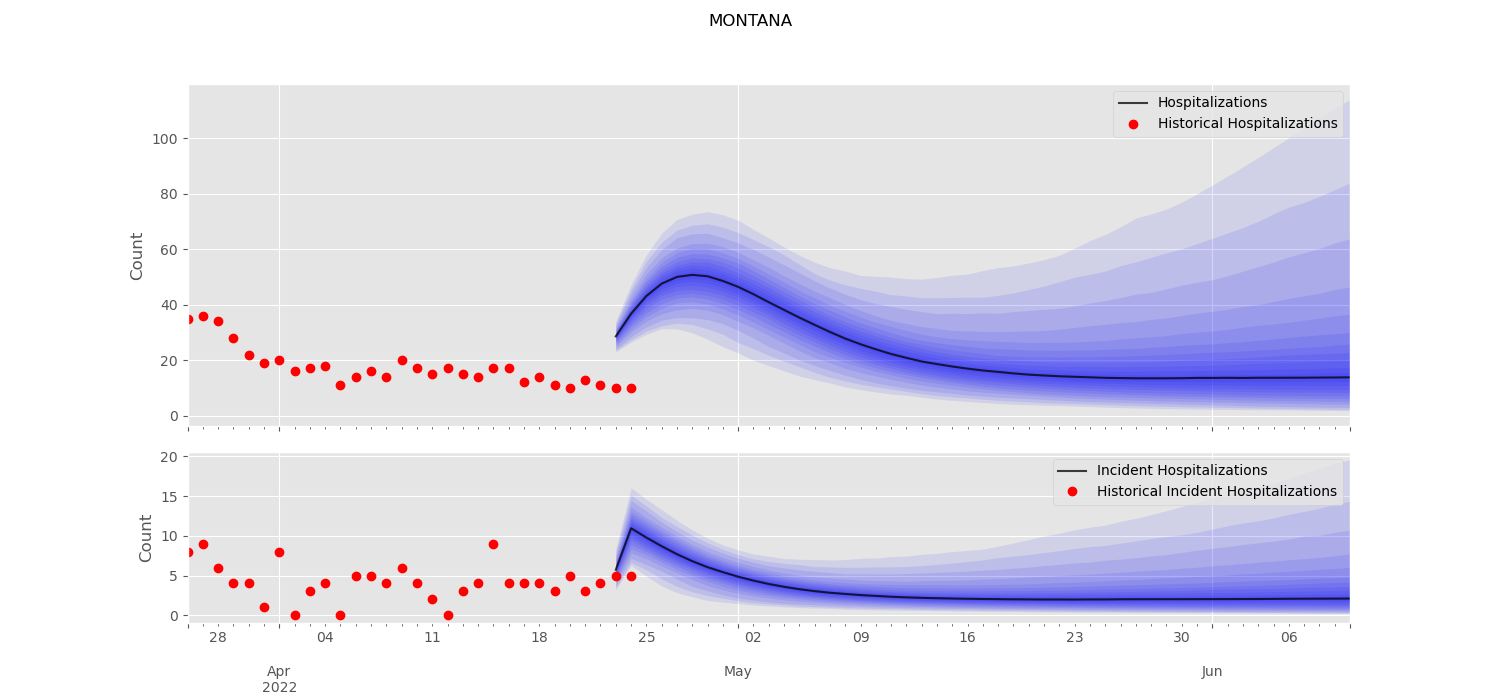 MONTANA
Hospitalizations
Historical Hospitalizations
Count
100
80
60
40
20
0
Incident Hospitalizations
Historical Incident Hospitalizations
Count
20
15
10
5
0
28 04 11 18 25 02 09 16 23 30 06
Apr May Jun
2022